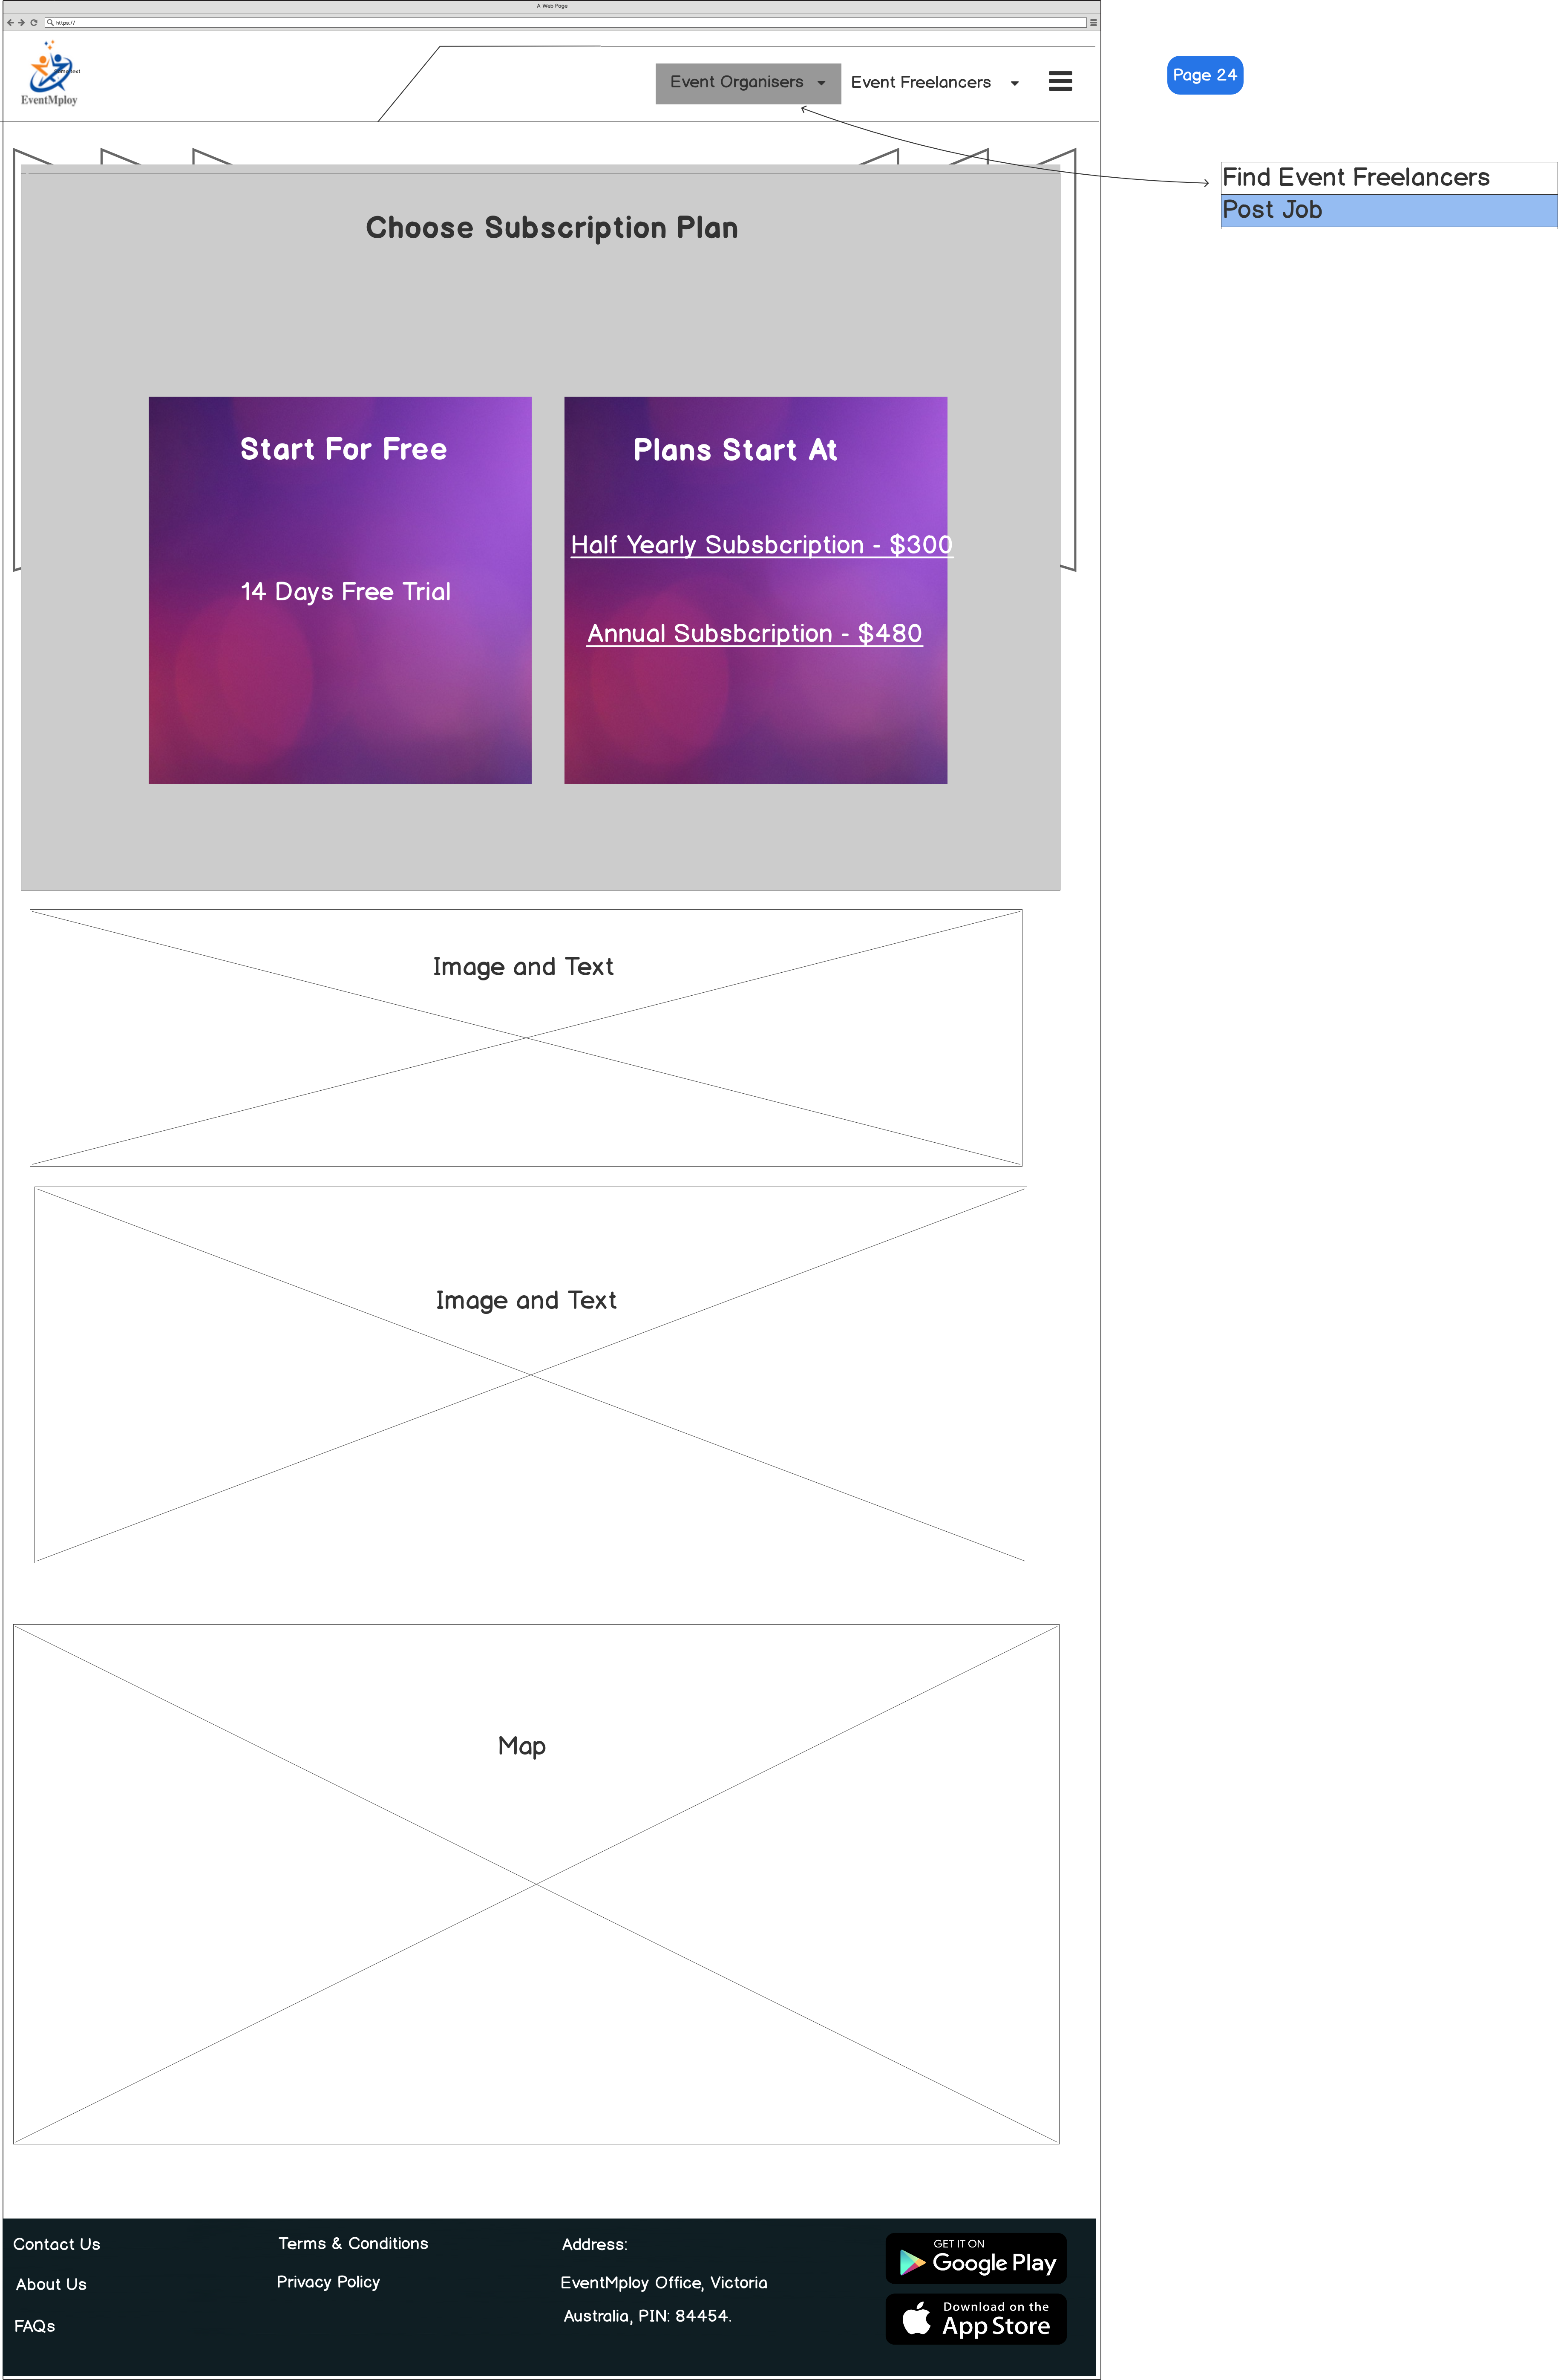 A Web Page
https://
EventMploy
Event Organisers
Event Freelancers
Page 24
Find Event Freelancers
Post Job
Choose Subscription Plan
Start For Free
14 Days Free Trial
Plans Start At
Half Yearly Subsbcription - $300
Annual Subsbcription - $480
Image and Text
Image and Text
Map
Contact Us
About Us
FAQs
Terms & Conditions
Privacy Policy
Address:
EventMploy Office, Victoria
Australia, PIN: 84454.
GET IT ON
Google Play
Download on the
App Store